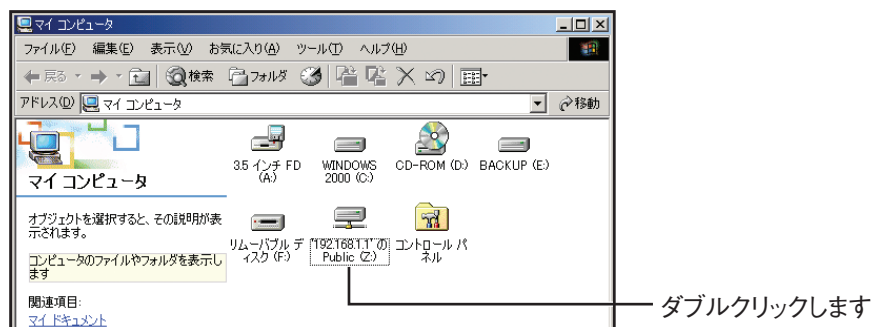 マイ コンピュータ
ファイル(F) 編集(E) 表示(V) お気に入り(A) ツール(T) ヘルプ(H)
戻る 検索 フォルダ
アドレス(D) マイ コンピュータ 移動
3.5 インチ FD (A:)
WINDOWS 2000 (C:)
CD-ROM (D:)
BACKUP (E:)
マイ コンピュータ
オブジェクトを選択すると、その説明が表
示されます。
リムーバブル ディスク (F:)
'192.168.1.1' の Public (Z:)
コントロール パネル
コンピュータのファイルやフォルダを表示し
ます
関連項目:
マイ ドキュメント
ダブルクリックします